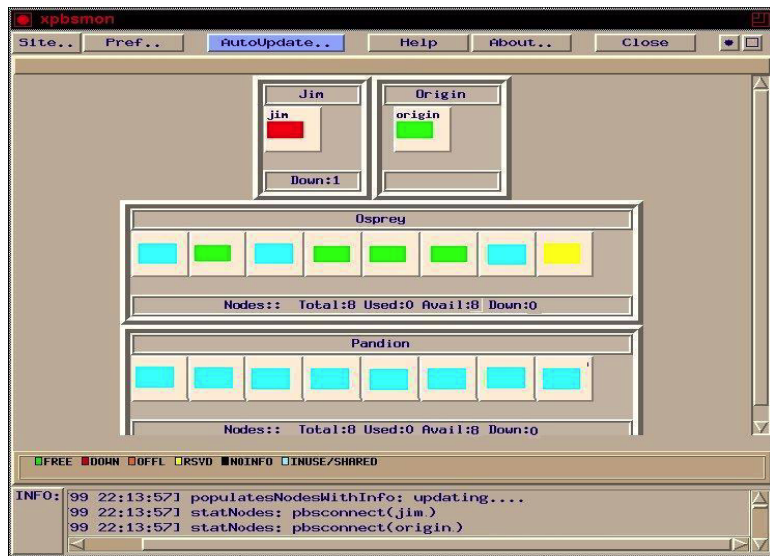 xpbsmon
Site.. Pref.. AutoUpdate.. Help About.. Close
Jim Origin
jim origin
Down:1
Osprey
Nodes:: Total:8 Used:0 Avail:8 Down:0
Pandion
Nodes:: Total:8 Used:0 Avail:8 Down:0
FREE DOWN OFFL RSVD NOINFO INUSE/SHARED
INFO: '99 22:13:57] populatesNodesWithInfo: updating....
'99 22:13:57] statNodes: pbsconnect(jim.)
'99 22:13:57] statNodes: pbsconnect(origin.)